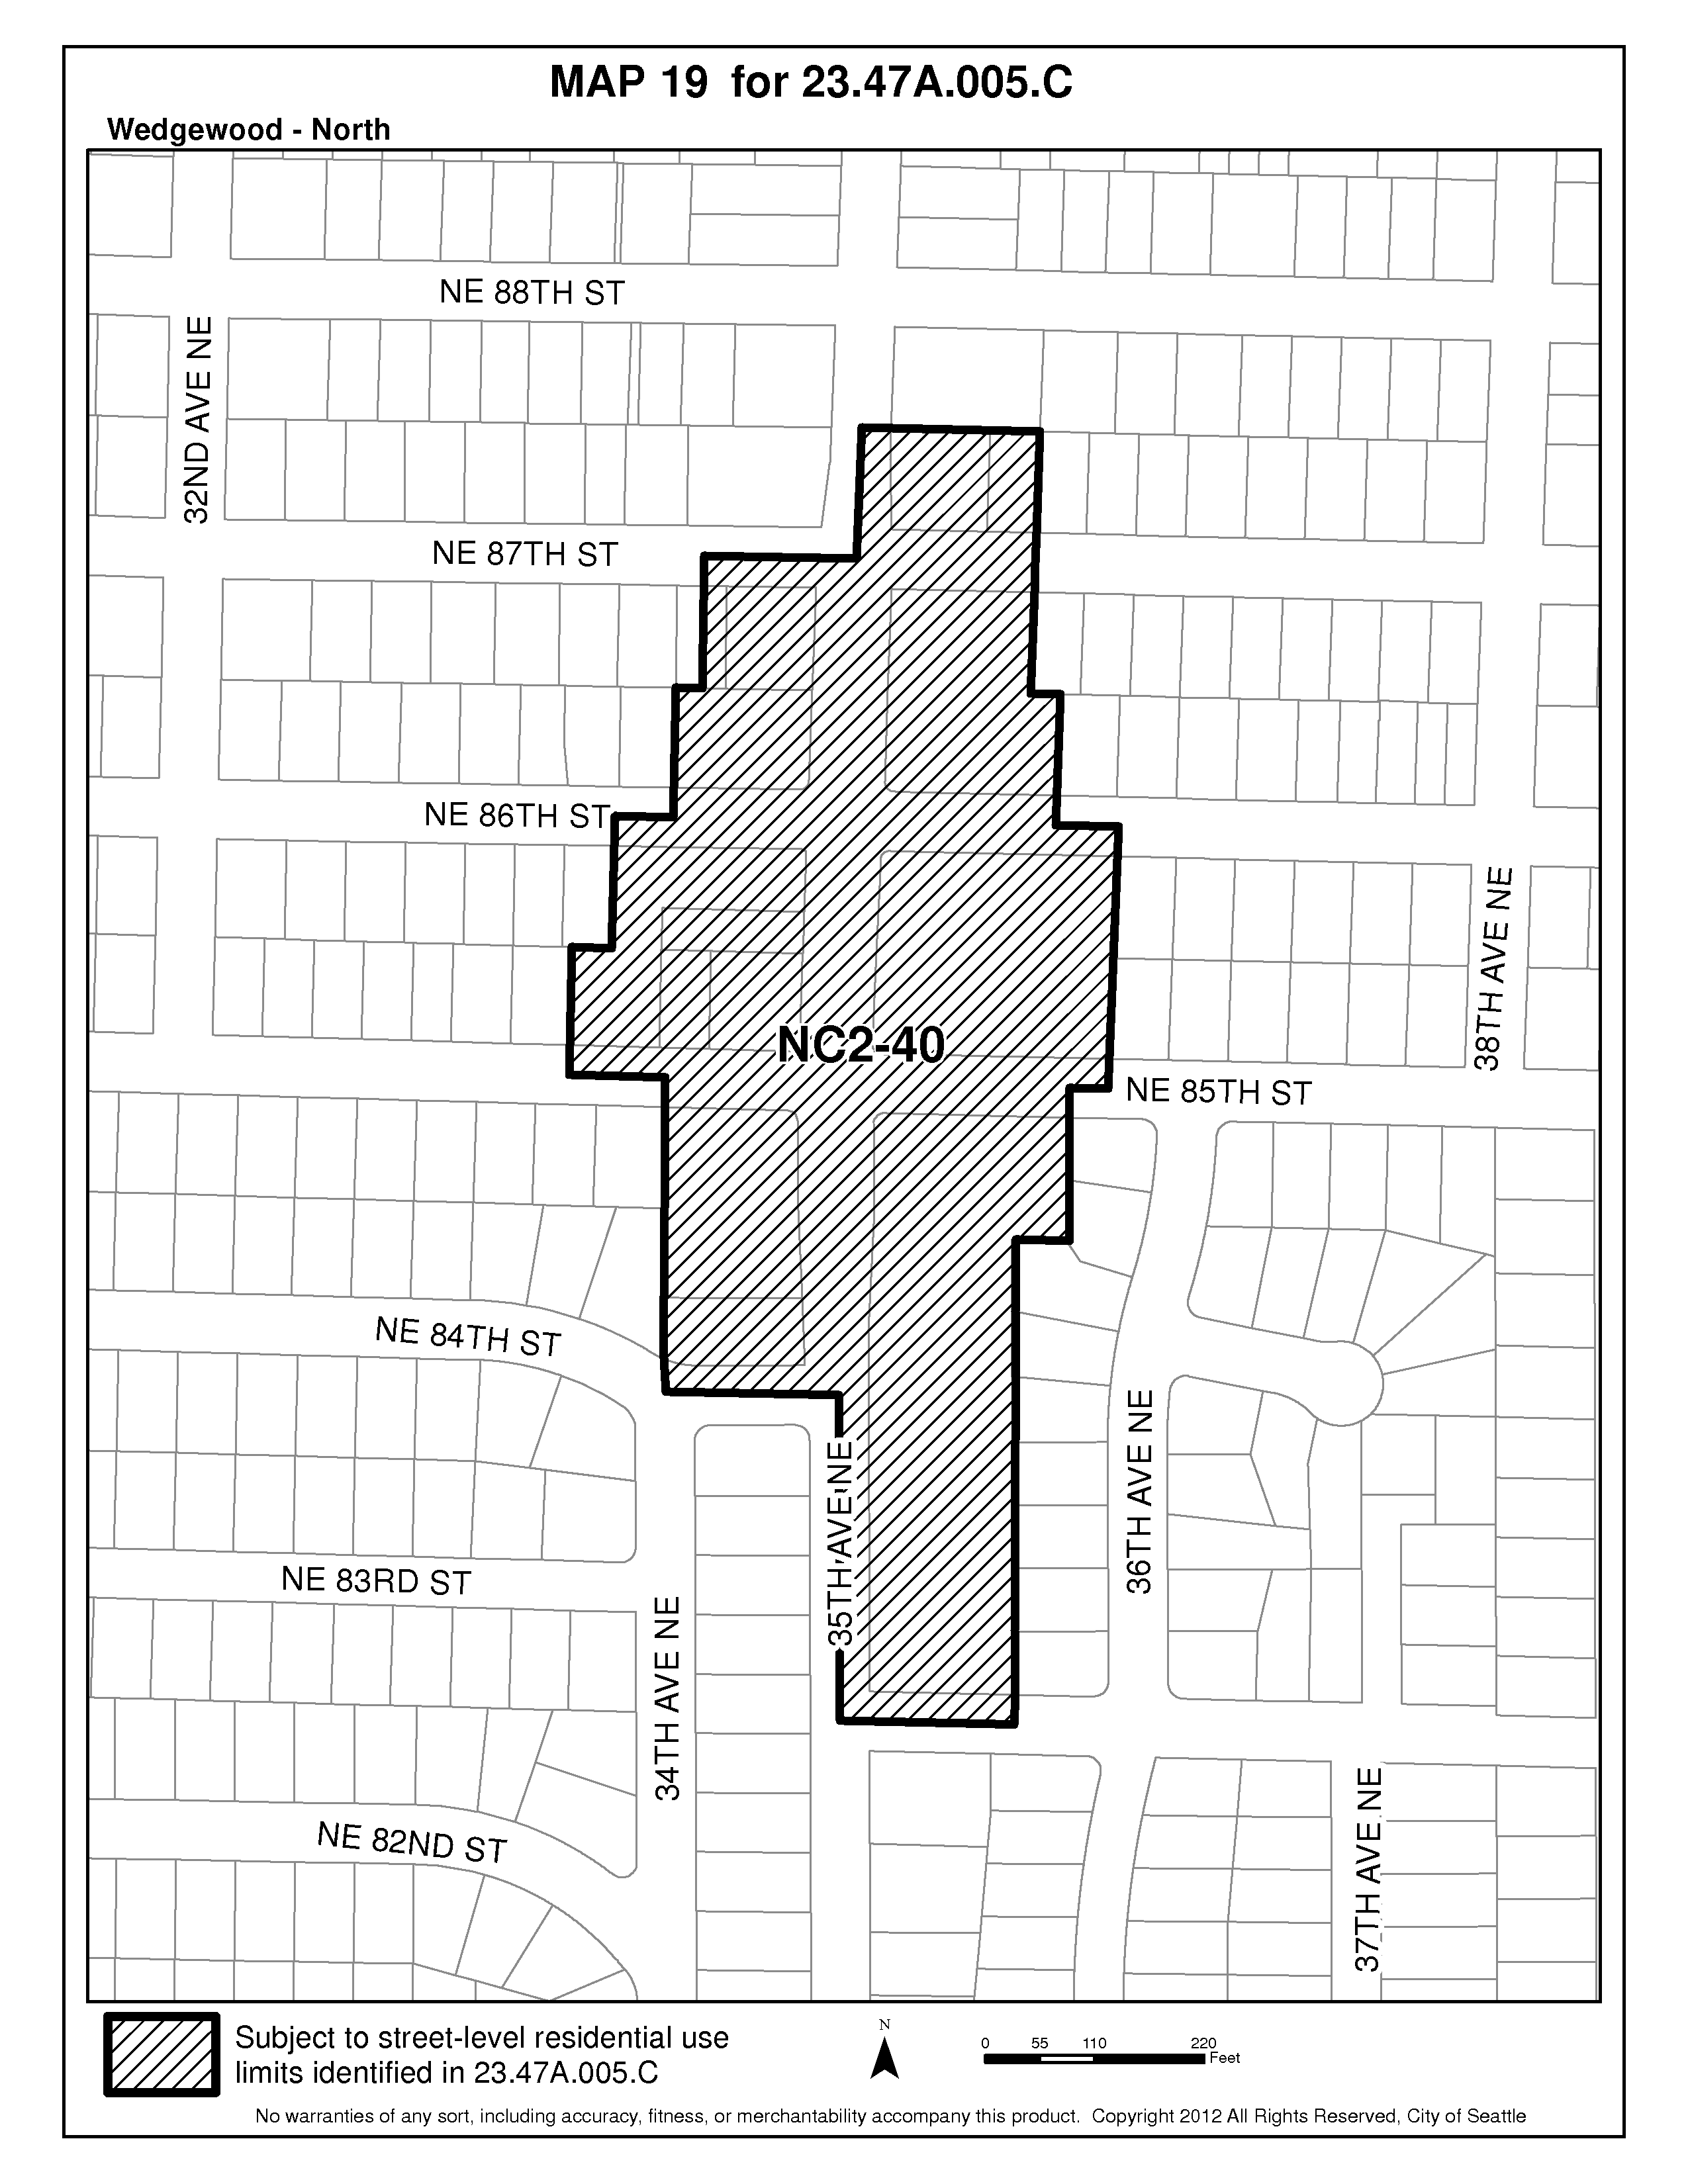 MAP 19 for 23.47A.005.C
Wedgewood - North
NE 88TH ST
32ND AVE NE
NE 87TH ST
NE 86TH ST
38TH AVE NE
NC2-40
NE 85TH ST
NE 84TH ST
36TH AVE NE
35TH AVE NE
NE 83RD ST
34TH AVE NE
37TH AVE NE
NE 82ND ST
Subject to street-level residential use
limits identified in 23.47A.005.C
N
0 55 110 220
Feet
No warranties of any sort, including accuracy, fitness, or merchantability accompany this product. Copyright 2012 All Rights Reserved, City of Seattle